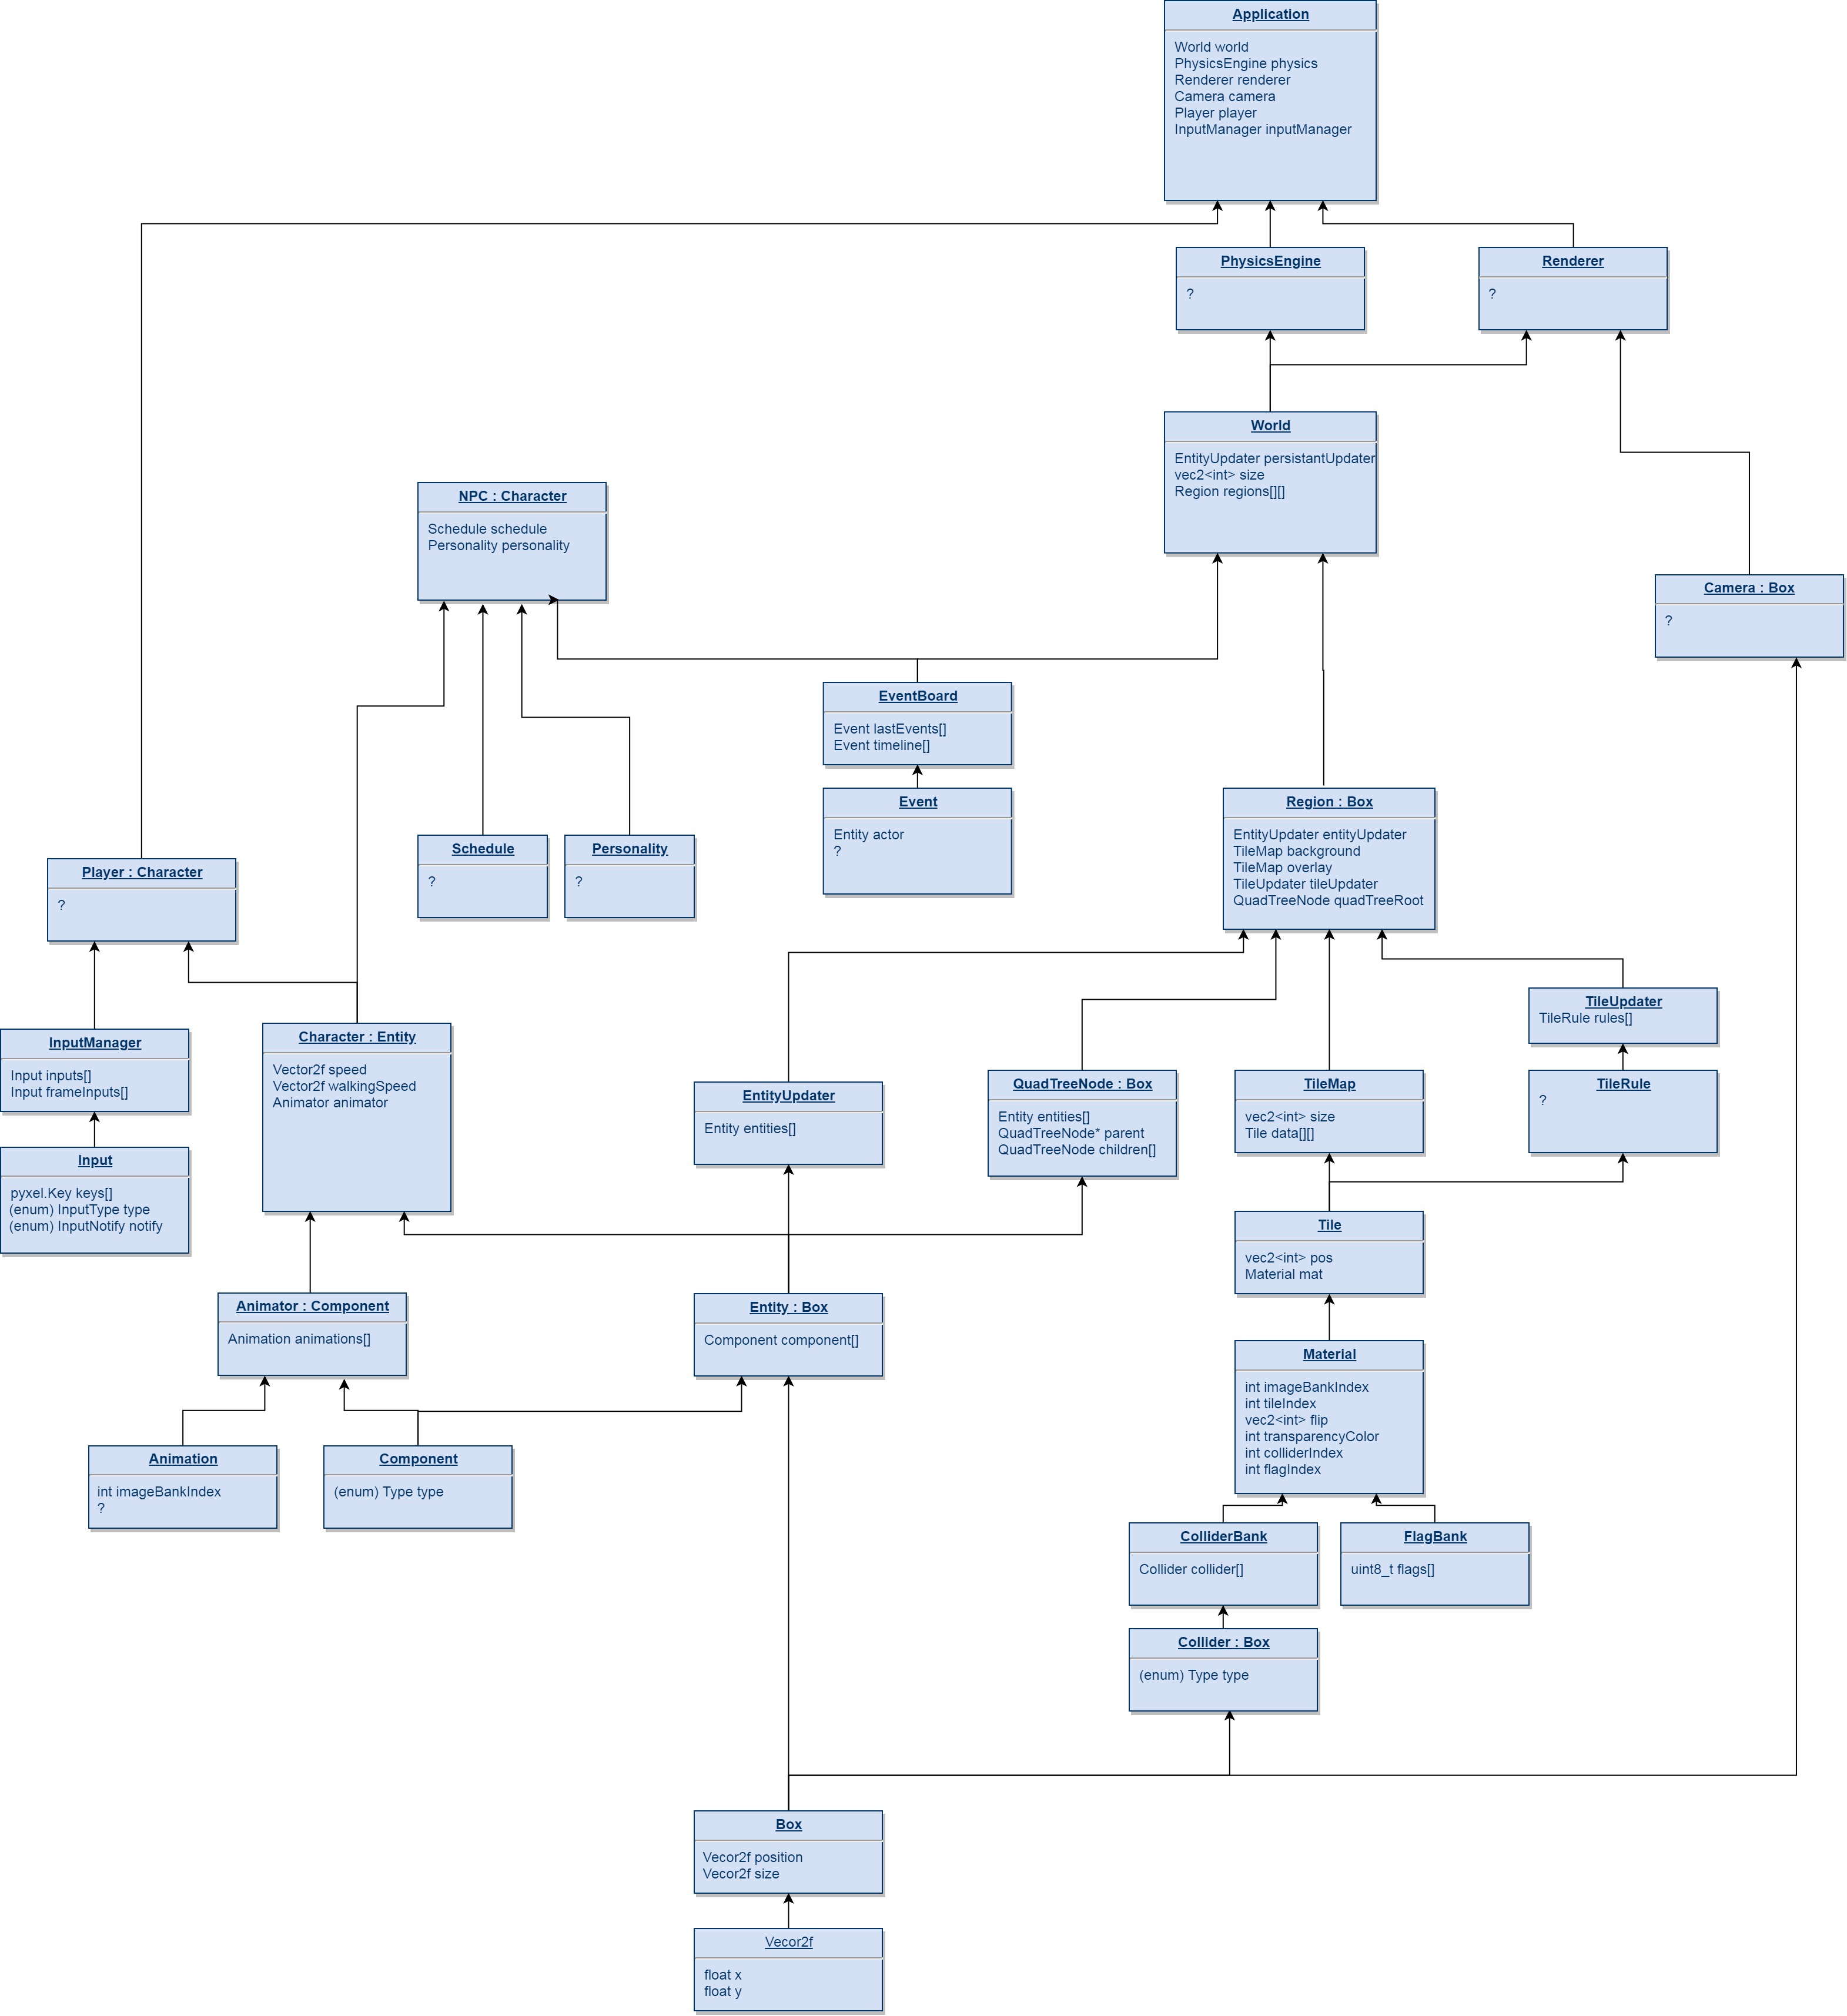 Application
World world
PhysicsEngine physics
Renderer renderer
Camera camera
Player player
InputManager inputManager
PhysicsEngine
?
Renderer
?
World
EntityUpdater persistantUpdater
vec2<int> size
Region regions[][]
NPC : Character
Schedule schedule
Personality personality
Camera : Box
?
EventBoard
Event lastEvents[]
Event timeline[]
Event
Entity actor
?
Region : Box
EntityUpdater entityUpdater
TileMap background
TileMap overlay
TileUpdater tileUpdater
QuadTreeNode quadTreeRoot
Schedule
?
Personality
?
Player : Character
?
InputManager
Input inputs[]
Input frameInputs[]
Character : Entity
Vector2f speed
Vector2f walkingSpeed
Animator animator
TileUpdater
TileRule rules[]
EntityUpdater
Entity entities[]
QuadTreeNode : Box
Entity entities[]
QuadTreeNode* parent
QuadTreeNode children[]
TileMap
vec2<int> size
Tile data[][]
TileRule
?
Input
pyxel.Key keys[]
(enum) InputType type
(enum) InputNotify notify
Tile
vec2<int> pos
Material mat
Animator : Component
Animation animations[]
Entity : Box
Component component[]
Material
int imageBankIndex
int tileIndex
vec2<int> flip
int transparencyColor
int colliderIndex
int flagIndex
Animation
int imageBankIndex
?
Component
(enum) Type type
ColliderBank
Collider collider[]
FlagBank
uint8_t flags[]
Collider : Box
(enum) Type type
Box
Vecor2f position
Vecor2f size
Vecor2f
float x
float y